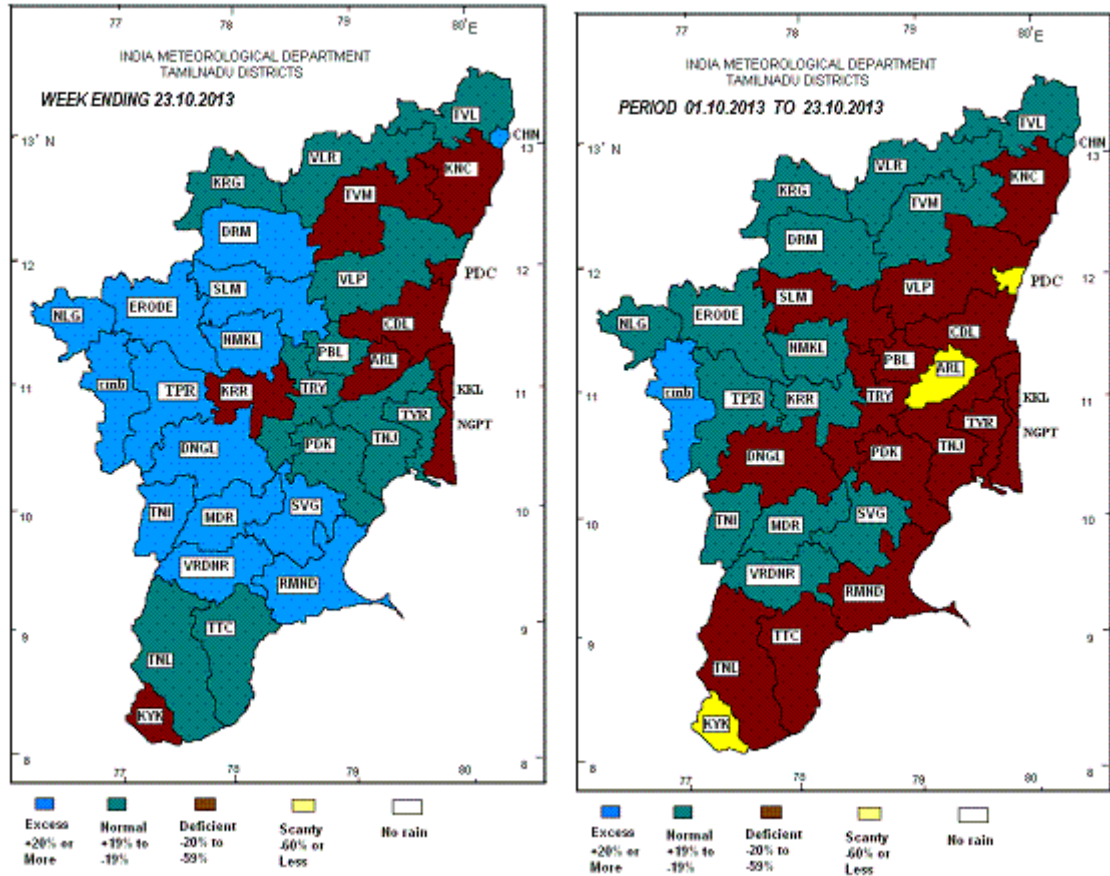 77 78 79 80°E
INDIA METEOROLOGICAL DEPARTMENT
TAMILNADU DISTRICTS
WEEK ENDING 23.10.2013
13° N
12
11
10
9
8
TVL
CHN
13
VLR
KNC
KRG
TVM
DRM
12
PDC
VLP
SLM
ERODE
NLG
CDL
NMKL
PBL
ARL
cmb
TPR
KRR
TRY
11
KKL
TYR
NGPT
DNGL
PDK
TNJ
10
SVG
TNI
MDR
VRDNR
RMND
9
TTC
TNL
KYK
8
77 78 79 80
Excess
+20% or
More
Normal
+19% to
-19%
Deficient
-20% to
-59%
Scanty
-60% or
Less
No rain
77 78 79 80°E
INDIA METEOROLOGICAL DEPARTMENT
TAMILNADU DISTRICTS
PERIOD 01.10.2013 TO 23.10.2013
13° N
12
11
10
9
8
TVL
CHN
13
VLR
KNC
KRG
TVM
DRM
12
PDC
SLM
VLP
ERODE
NLG
CDL
NMKL
PBL
ARL
cmb
TPR
KRR
TRY
11
KKL
TYR
NGPT
DNGL
PDK
TNJ
10
SVG
TNI
MDR
VRDNR
RMND
9
TTC
TNL
KYK
8
77 78 79 80
Excess
+20% or
More
Normal
+19% to
-19%
Deficient
-20% to
-59%
Scanty
-60% or
Less
No rain